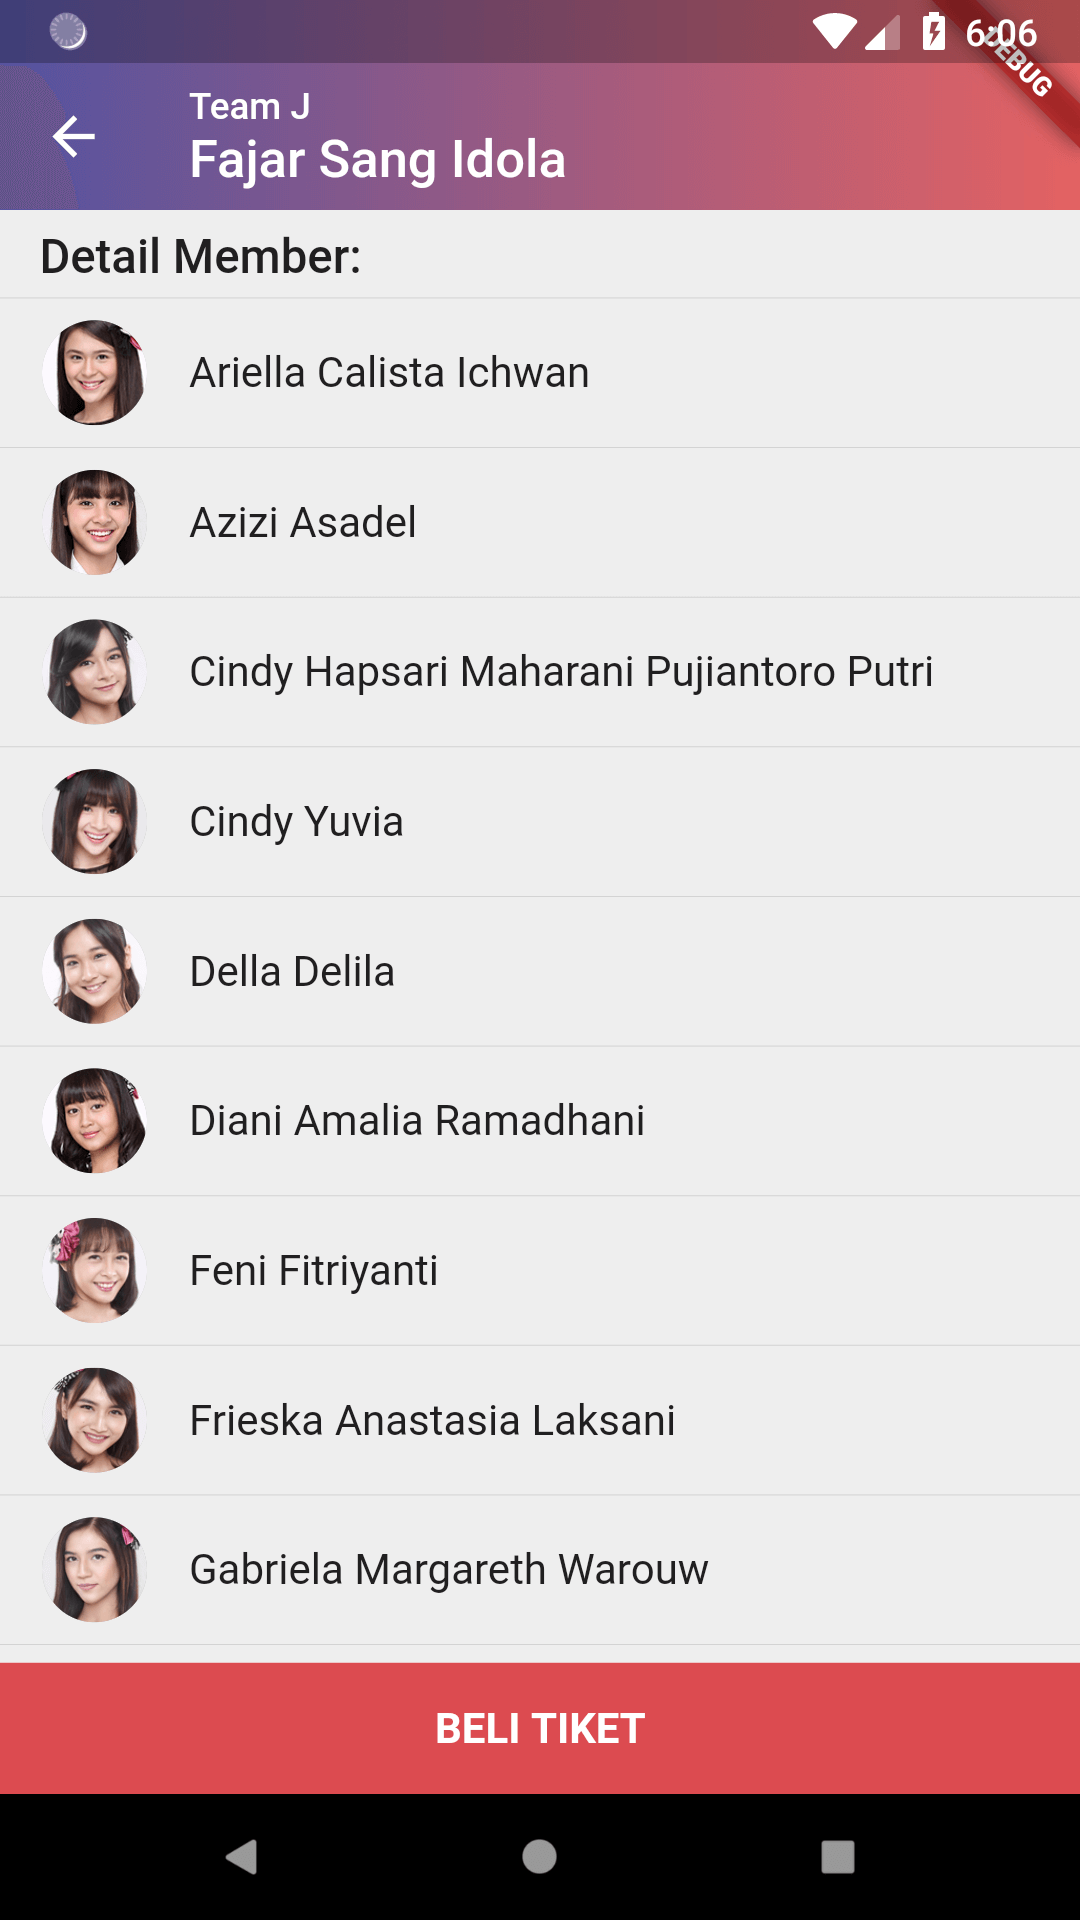 6:06
DEBUG
Team J
Fajar Sang Idola
Detail Member:
Ariella Calista Ichwan
Azizi Asadel
Cindy Hapsari Maharani Pujiantoro Putri
Cindy Yuvia
Della Delila
Diani Amalia Ramadhani
Feni Fitriyanti
Frieska Anastasia Laksani
Gabriela Margareth Warouw
BELI TIKET